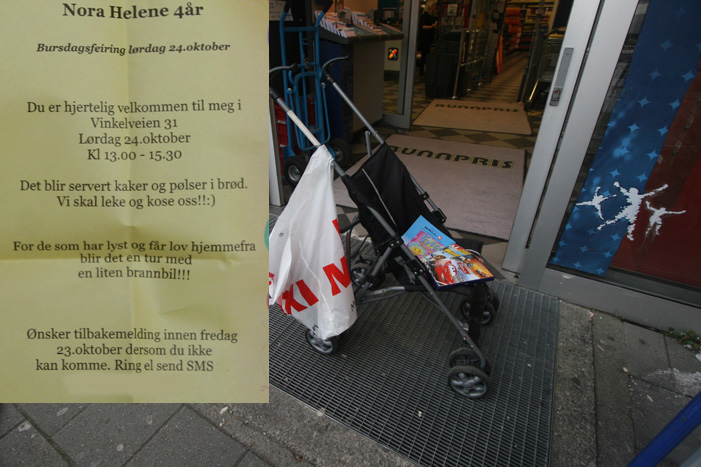 Nora Helene 4år
Bursdagsfeiring lørdag 24.oktober
Du er hjertelig velkommen til meg i
Vinkelveien 31
Lørdag 24.oktober
Kl 13.00 - 15.30
Det blir servert kaker og pølser i brød.
Vi skal leke og kose oss!!:)
For de som har lyst og får lov hjemmefra
blir det en tur med
en liten brannbil!!!
Ønsker tilbakemelding innen fredag
23.oktober dersom du ikke
kan komme. Ring el send SMS
BUNNPRIS
BUNNPRIS